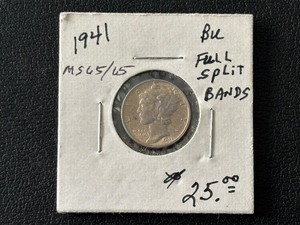 1941
BU
MS65/65
FULL
SPLIT
BANDS
25.00